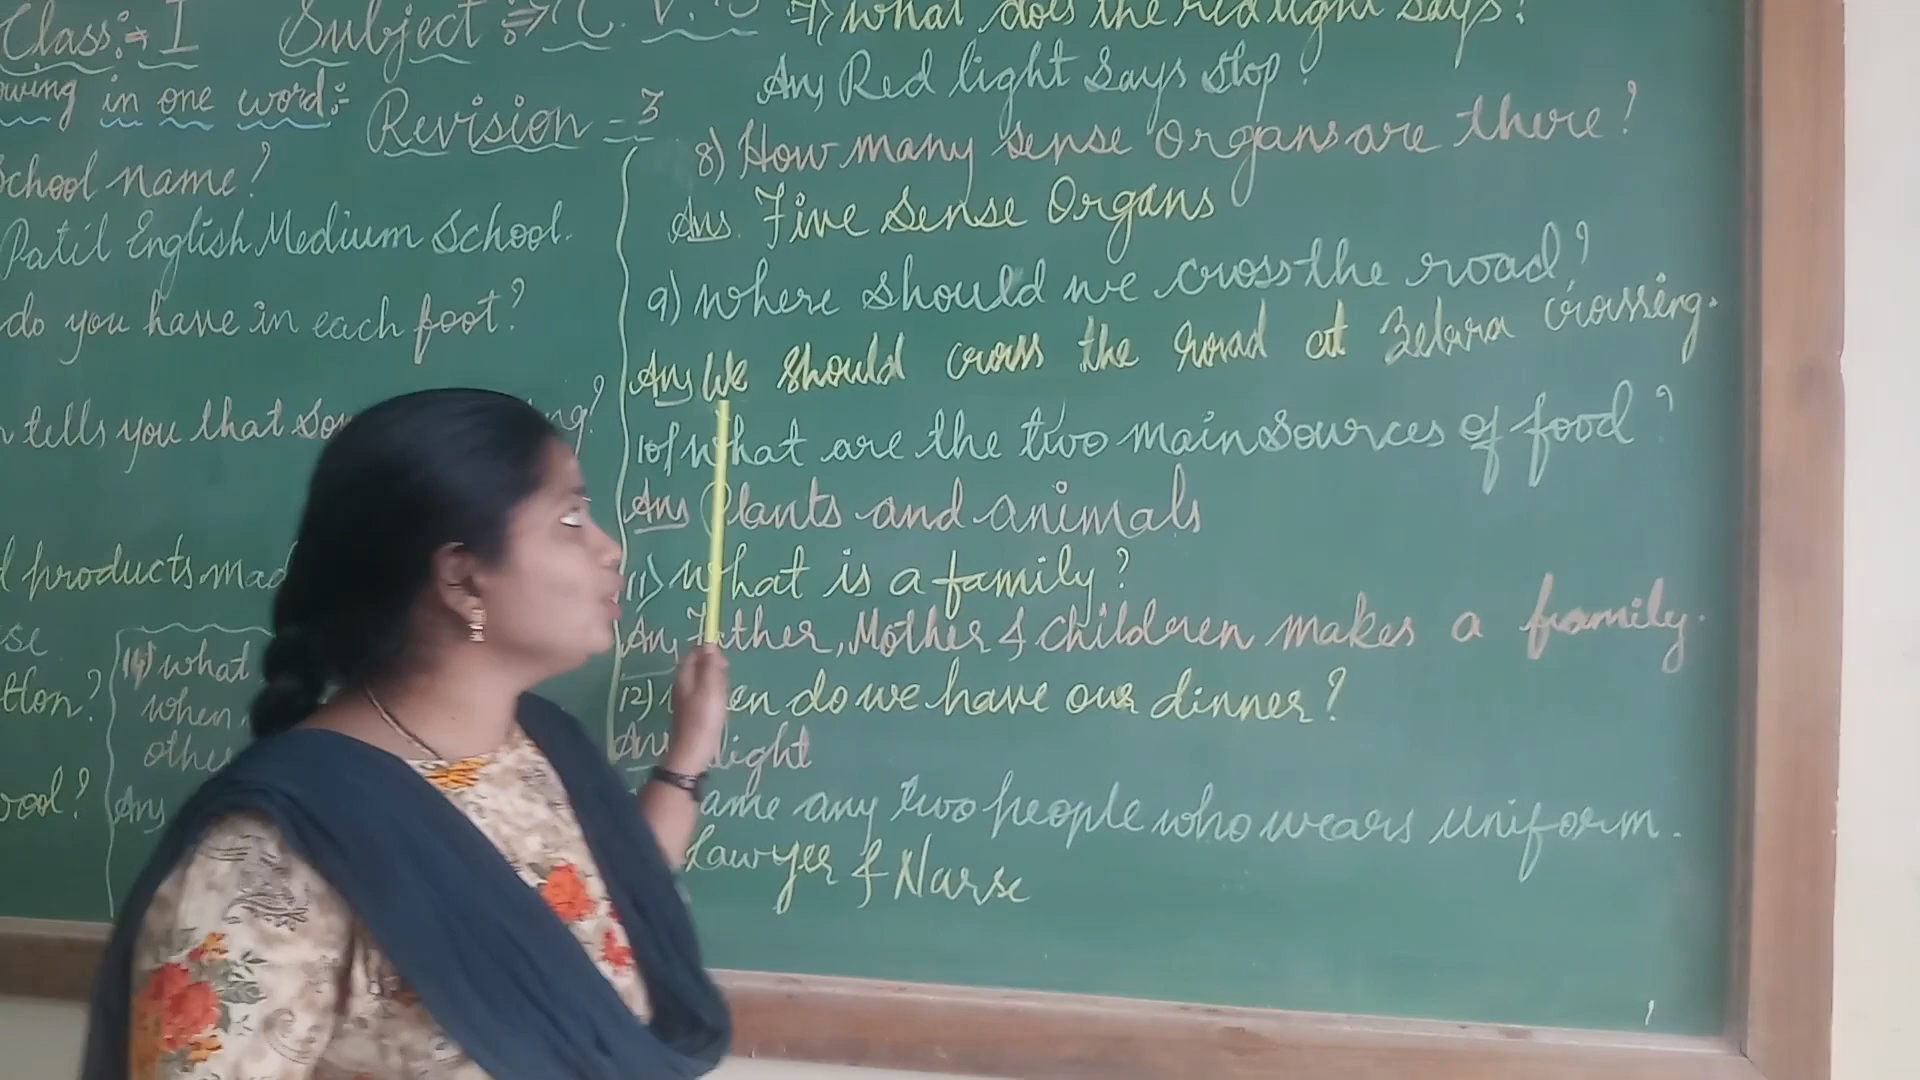 Class:- I Subject :⇒
owing in one word:-
Revision - 3
School name?
Patil English Medium School.
do you have in each foot?
tells you that
products mad
14) what
when
othe
Ans
7) What does the red light says?
Ans Red light says stop.
8) How many sense organs are there?
Ans. Five sense organs
9) Where should we cross the road?
Ans We should cross the road at Zebra crossing.
10) What are the two main sources of food?
Ans Plants and animals
11) What is a family?
Ans Father, Mother & children makes a family.
12) en do we have our dinner?
Ans ight
ame any two people who wears uniform.
Lawyer & Nurse